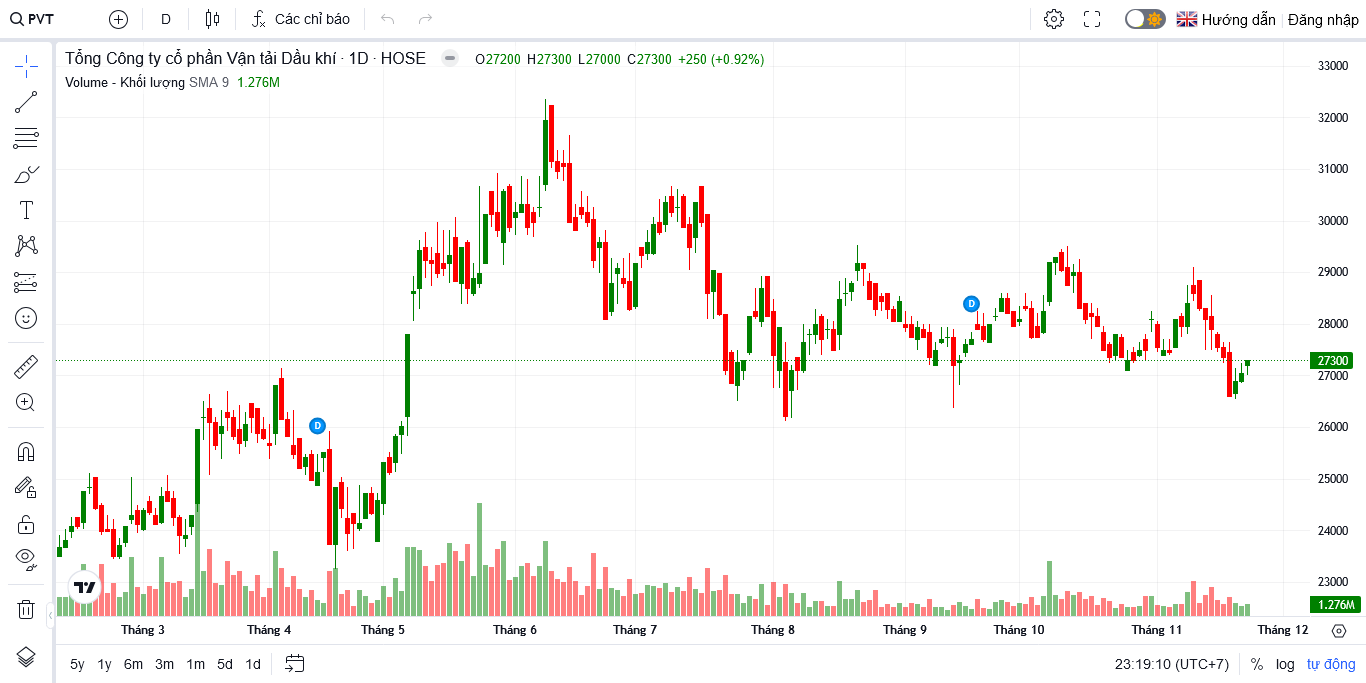 PVT D Các chỉ báo Hướng dẫn Đăng nhập
Tổng Công ty cổ phần Vận tải Dầu khí · 1D · HOSE O27200 H27300 L27000 C27300 +250 (+0.92%)
Volume - Khối lượng SMA 9 1.276M
33000
32000
31000
30000
29000
D
28000
27300
27000
D
26000
25000
24000
23000
1.276M
Tháng 3 Tháng 4 Tháng 5 Tháng 6 Tháng 7 Tháng 8 Tháng 9 Tháng 10 Tháng 11 Tháng 12
5y 1y 6m 3m 1m 5d 1d 23:19:10 (UTC+7) % log tự động